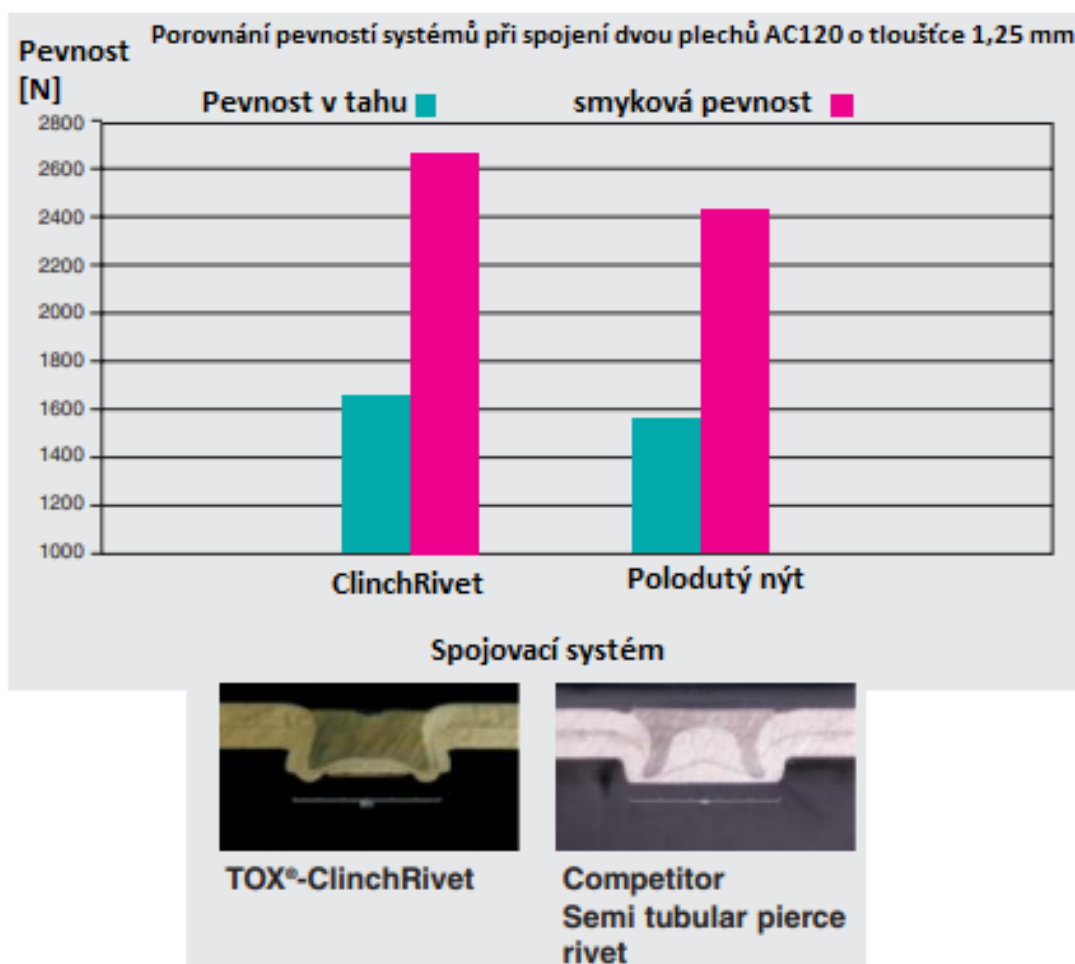 Porovnání pevností systémů při spojení dvou plechů AC120 o tloušťce 1,25 mm
Pevnost
[N]
Pevnost v tahu
smyková pevnost
2800
2600
2400
2200
2000
1800
1600
1400
1200
1000
ClinchRivet
Polodutý nýt
Spojovací systém
TOX®-ClinchRivet
Competitor
Semi tubular pierce
rivet